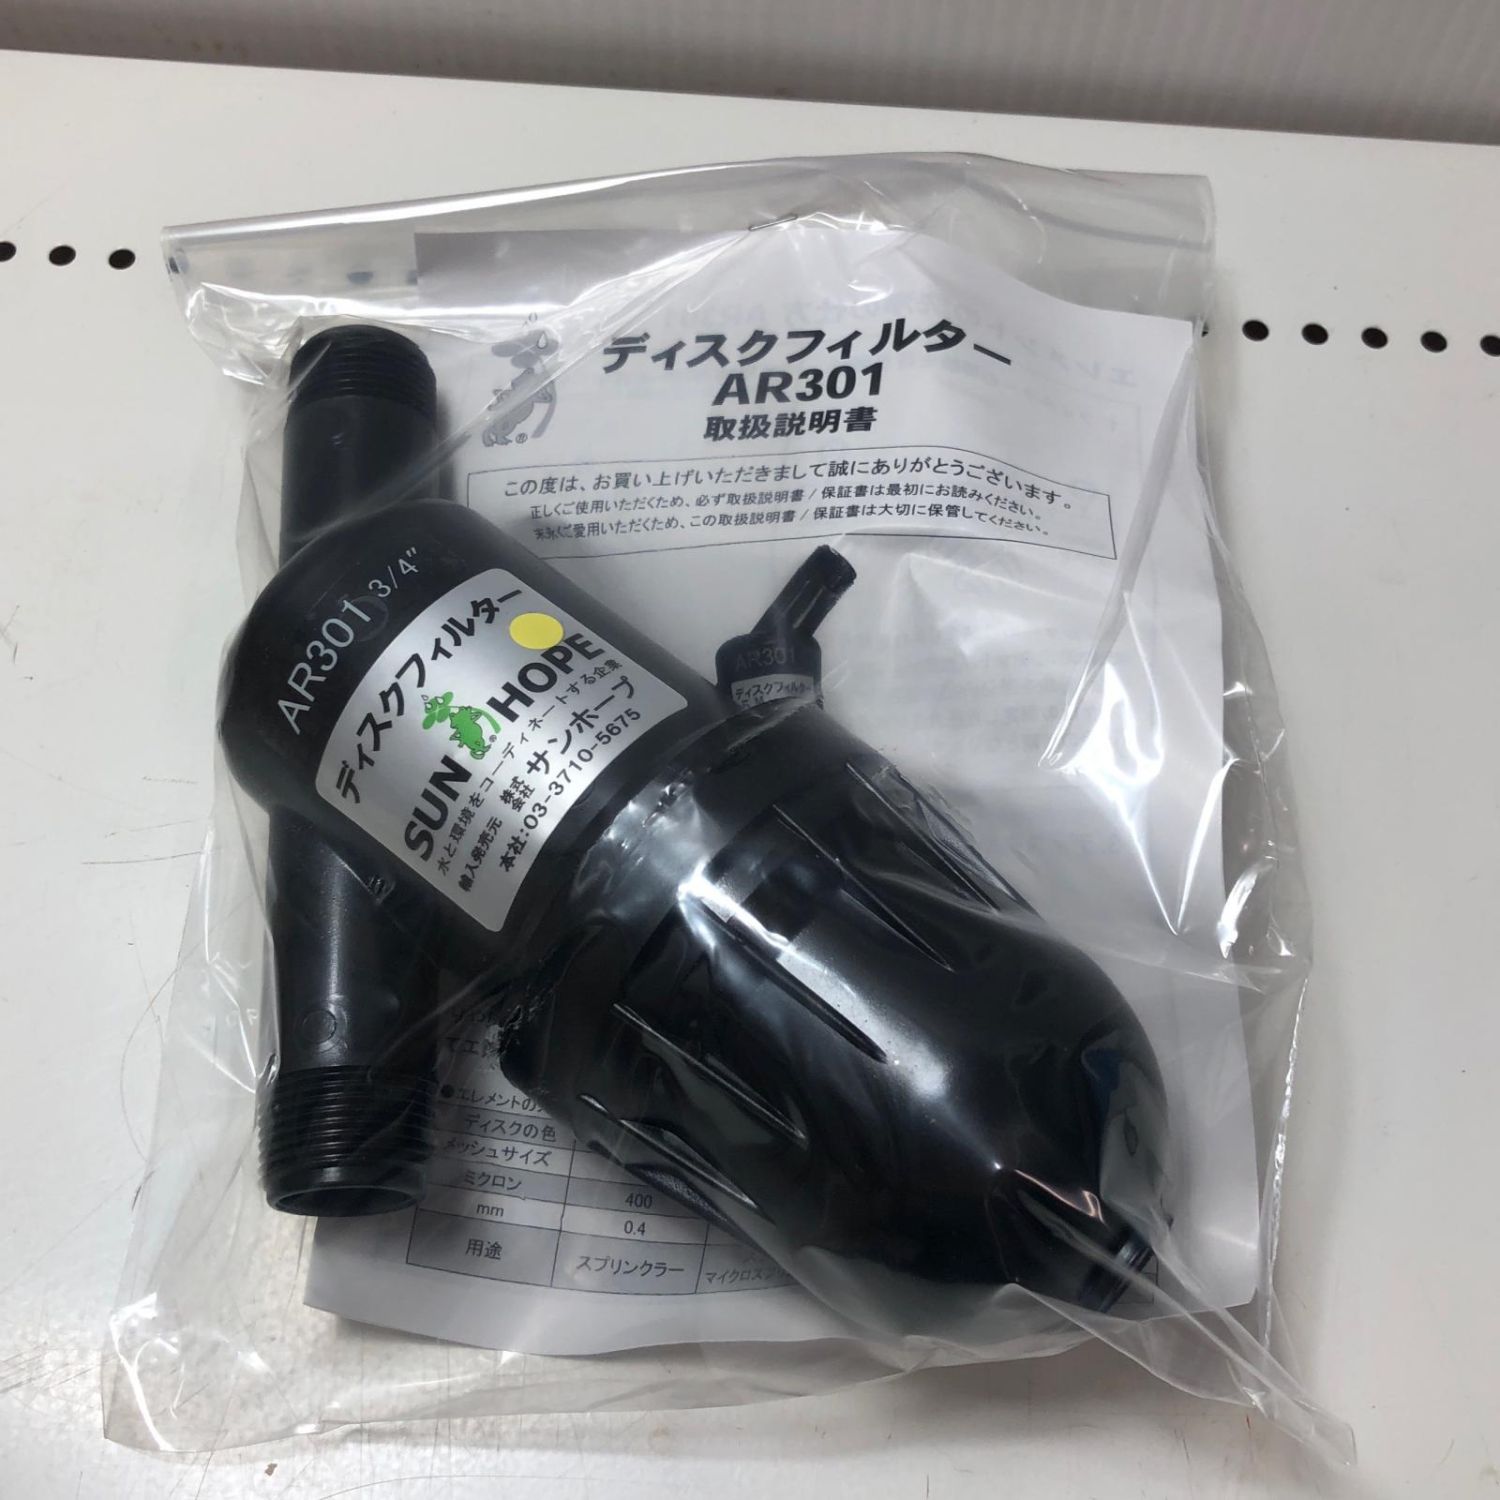 ディスクフィルター
AR301
取扱説明書
この度は、お買い上げいただきまして誠にありがとうございます。
正しくご使用いただくため、必ず取扱説明書/保証書は最初にお読みください。
末永くご愛用いただくため、この取扱説明書/保証書は大切に保管してください。
®
AR301 3/4"
ディスクフィルター
SUN HOPE
®
水と環境をコーディネートする企業
輸入発売元 株式会社 サンホープ
本社:03-3710-5675
AR301
ディスクフィルター
●エレメントの
ディスクの色
メッシュサイズ
ミクロン 400
mm 0.4
用途 スプリンクラー